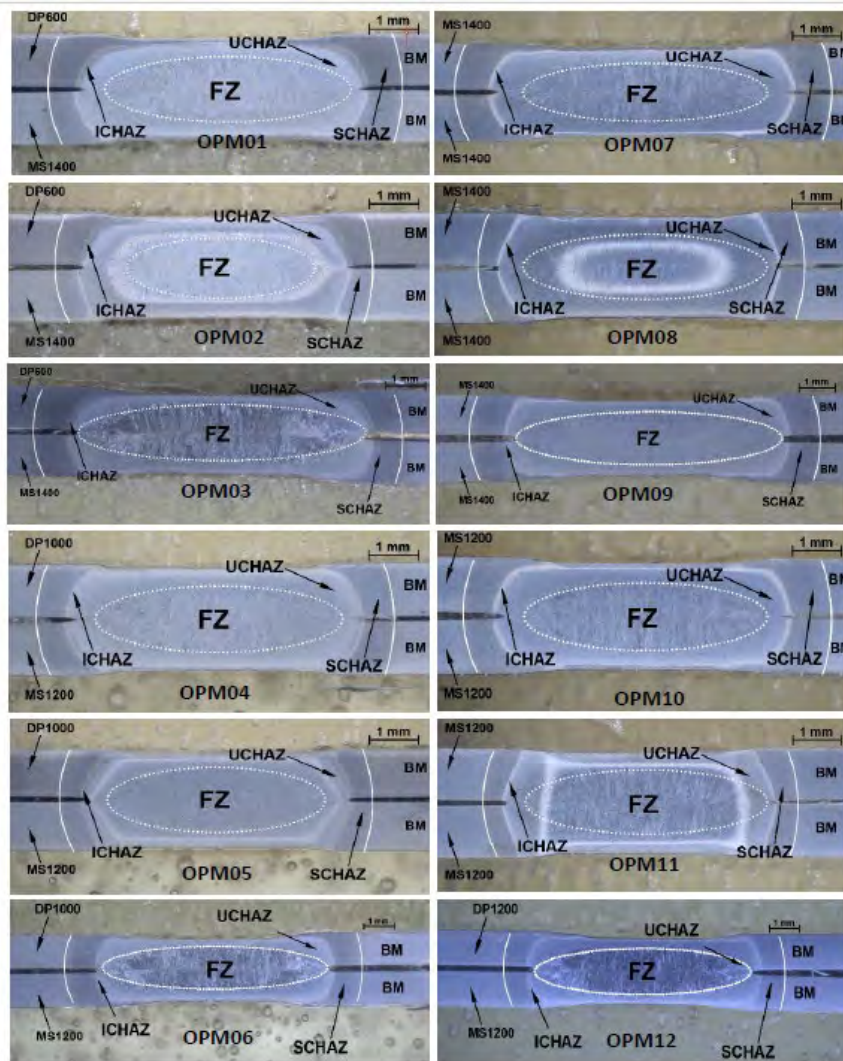 DP600
1 mm
UCHAZ
BM
FZ
BM
ICHAZ
SCHAZ
OPM01
MS1400
MS1400
1 mm
UCHAZ
BM
FZ
BM
ICHAZ
SCHAZ
OPM07
MS1400
DP600
1 mm
UCHAZ
BM
FZ
BM
ICHAZ
SCHAZ
OPM02
MS1400
MS1400
1 mm
UCHAZ
BM
FZ
BM
ICHAZ
SCHAZ
OPM08
MS1400
DP600
1 mm
UCHAZ
BM
FZ
BM
ICHAZ
SCHAZ
OPM03
MS1400
MS1400
1 mm
UCHAZ
BM
FZ
BM
ICHAZ
SCHAZ
OPM09
MS1400
DP1000
1 mm
UCHAZ
BM
FZ
BM
ICHAZ
SCHAZ
OPM04
MS1200
MS1200
1 mm
UCHAZ
BM
FZ
BM
ICHAZ
SCHAZ
OPM10
MS1200
DP1000
1 mm
UCHAZ
BM
FZ
BM
ICHAZ
SCHAZ
OPM05
MS1200
MS1200
1 mm
UCHAZ
BM
FZ
BM
ICHAZ
SCHAZ
OPM11
MS1200
DP1000
1 mm
UCHAZ
BM
FZ
BM
ICHAZ
SCHAZ
OPM06
MS1200
DP1200
1 mm
UCHAZ
BM
FZ
BM
ICHAZ
SCHAZ
OPM12
MS1200